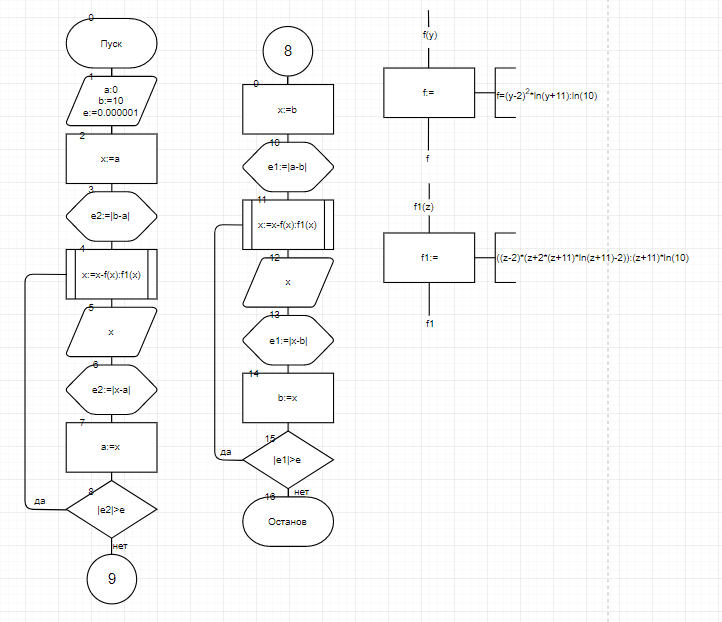 0
Пуск
1
a:0
b:=10
e:=0.000001
2
x:=a
3
e2:=|b-a|
4
x:=x-f(x):f1(x)
5
x
6
e2:=|x-a|
7
a:=x
8
|e2|>e
да
нет
9
8
9
x:=b
10
e1:=|a-b|
11
x:=x-f(x):f1(x)
12
x
13
e1:=|x-b|
14
b:=x
15
|e1|>e
да
нет
16
Останов
f(y)
f:=
f=(y-2)²*ln(y+11):ln(10)
f
f1(z)
f1:=
((z-2)*(z+2*(z+11)*ln(z+11)-2)):(z+11)*ln(10)
f1